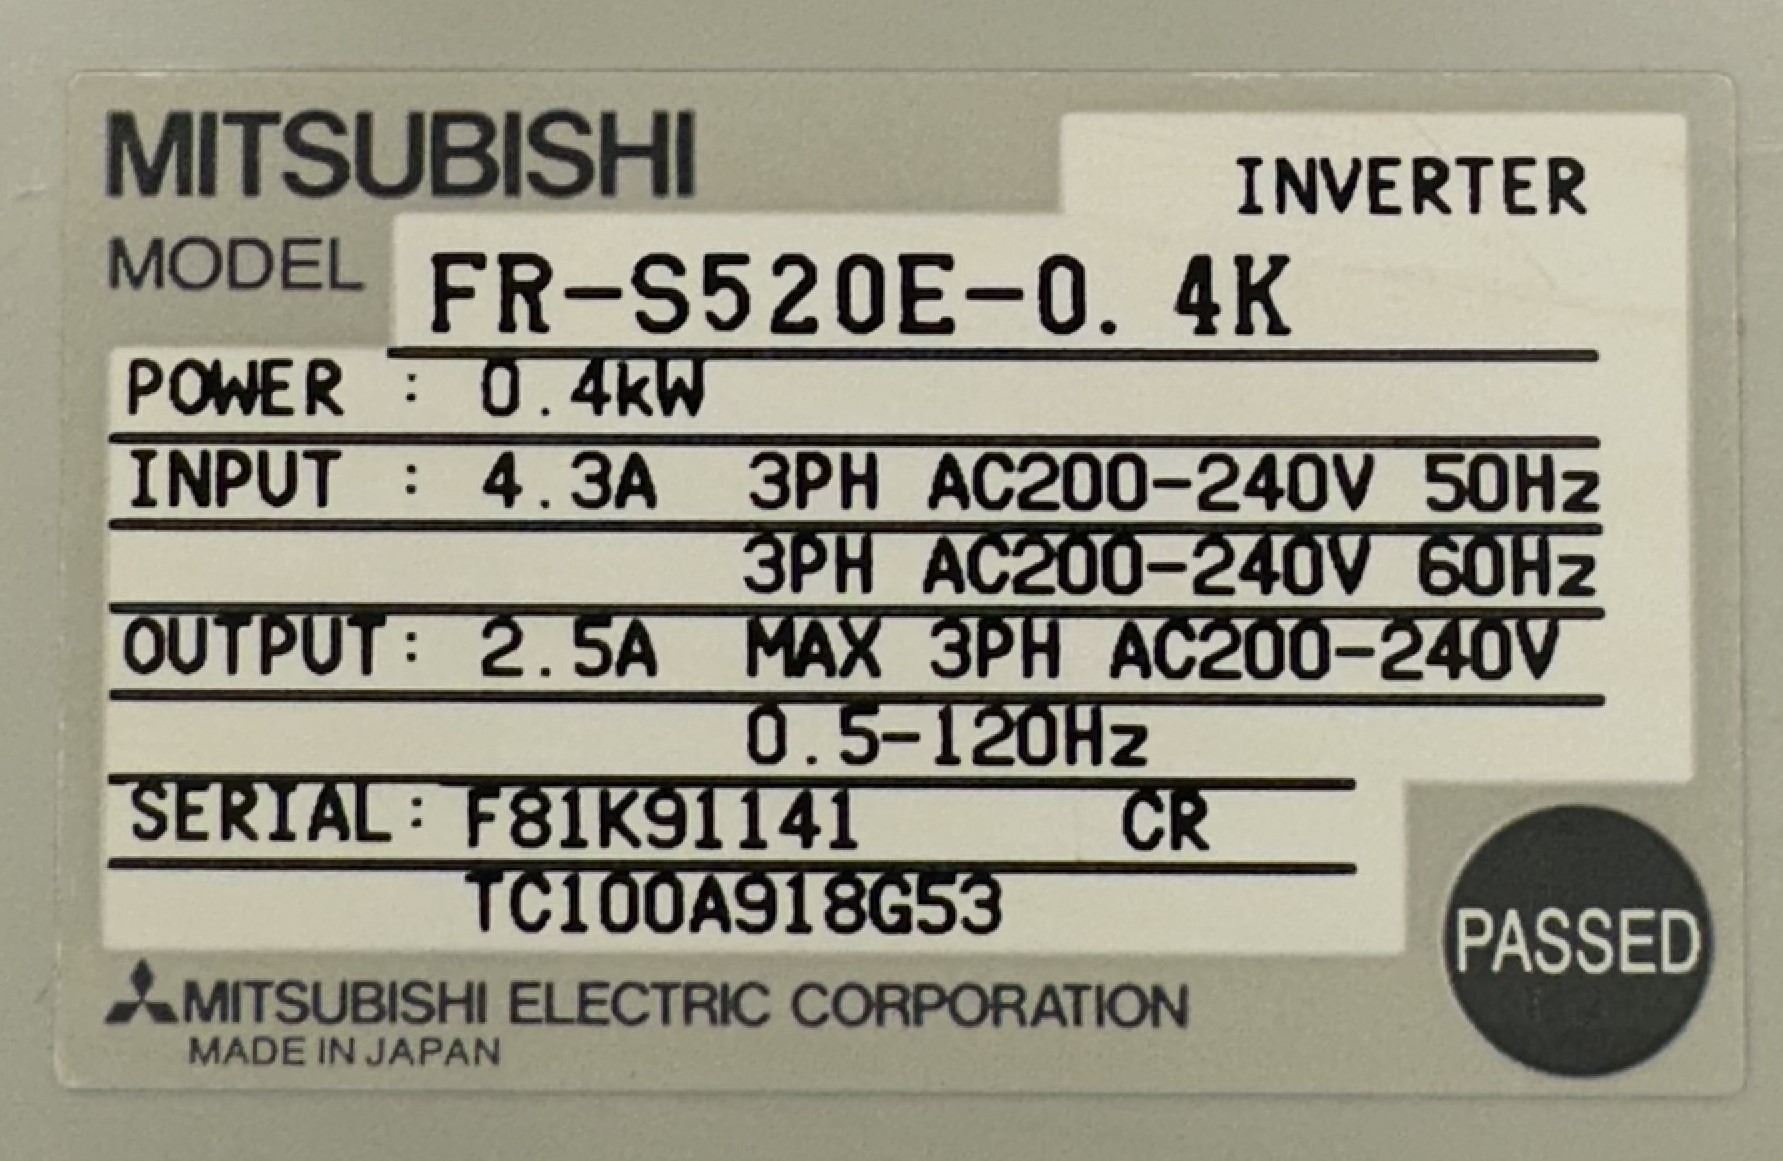 MITSUBISHI
INVERTER
MODEL FR-S520E-0.4K
POWER : 0.4kW
INPUT : 4.3A 3PH AC200-240V 50Hz
3PH AC200-240V 60Hz
OUTPUT: 2.5A MAX 3PH AC200-240V
0.5-120Hz
SERIAL: F81K91141 CR
TC100A918G53
PASSED
MITSUBISHI ELECTRIC CORPORATION
MADE IN JAPAN